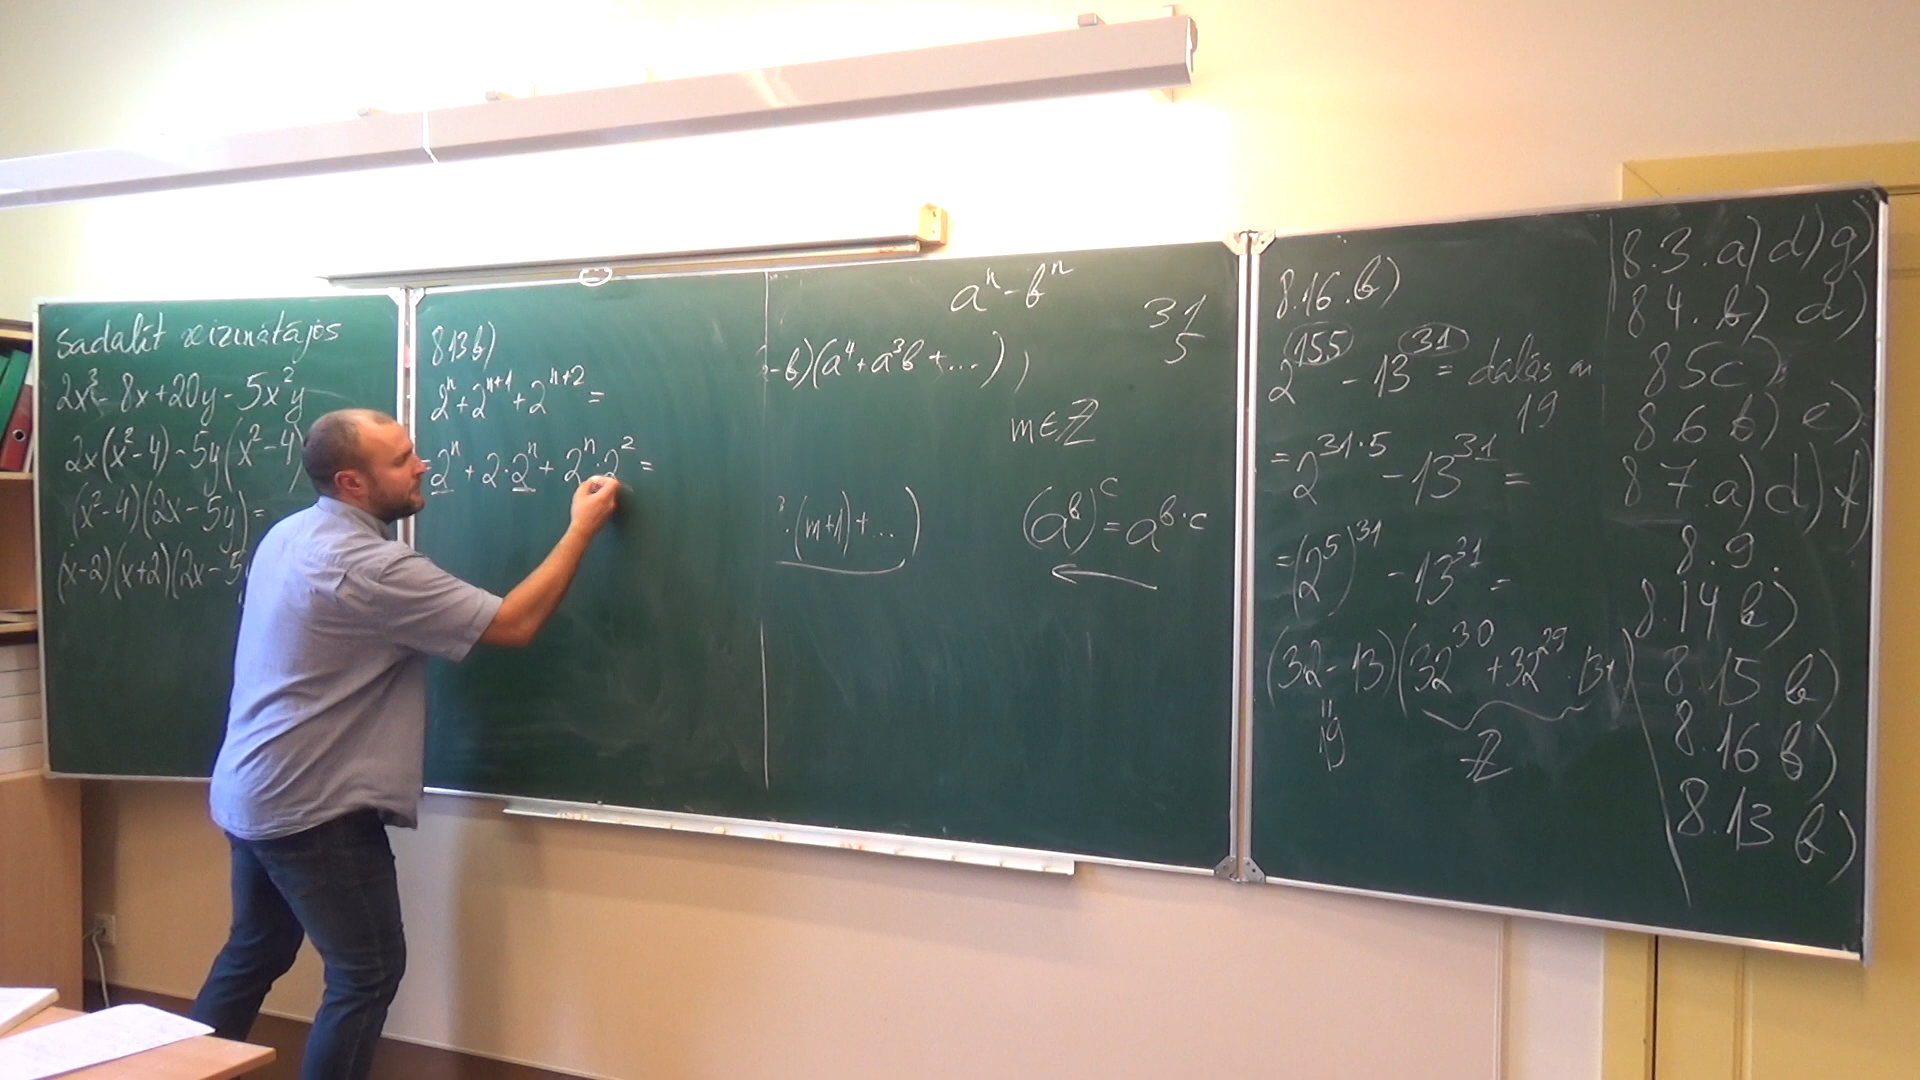 Sadalīt reizinātājos
2x³ - 8x + 20y - 5x²y
2x(x² - 4) - 5y(x² - 4)
(x² - 4)(2x - 5y) =
(x-2)(x+2)(2x - 5
8.13 b)
2ⁿ + 2ⁿ⁺¹ + 2ⁿ⁺² =
= 2ⁿ + 2·2ⁿ + 2ⁿ·2² =
aⁿ - bⁿ
31
5
-b)(a⁴ + a³b + ...)
m ∈ ℤ
³·(m+1) + ...)
(a^b)^c = a^(b·c)
8.16. b)
2¹⁵⁵ - 13³¹ = dalās ar
19
= 2^(31·5) - 13³¹ =
= (2⁵)³¹ - 13³¹ =
(32 - 13)(32³⁰ + 32²⁹·13+)
"
19
ℤ
8.3. a) d) g)
8 4. b) d)
8 5 c)
8.6 b) e)
8 7. a) d) f)
8.9.
8.14 b)
8.15 b)
8.16 b)
8.13 b)